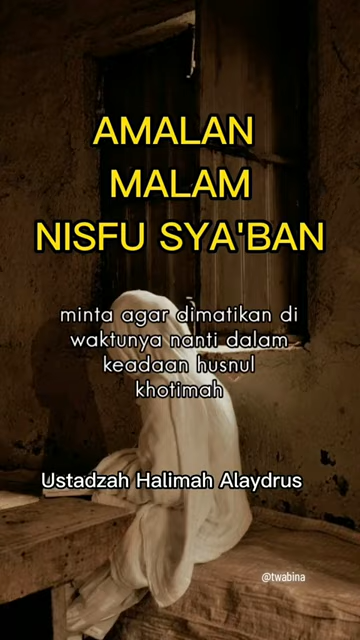 AMALAN
MALAM
NISFU SYA'BAN
minta agar dimatikan di
waktunya nanti dalam
keadaan husnul
khotimah
Ustadzah Halimah Alaydrus
@twabina